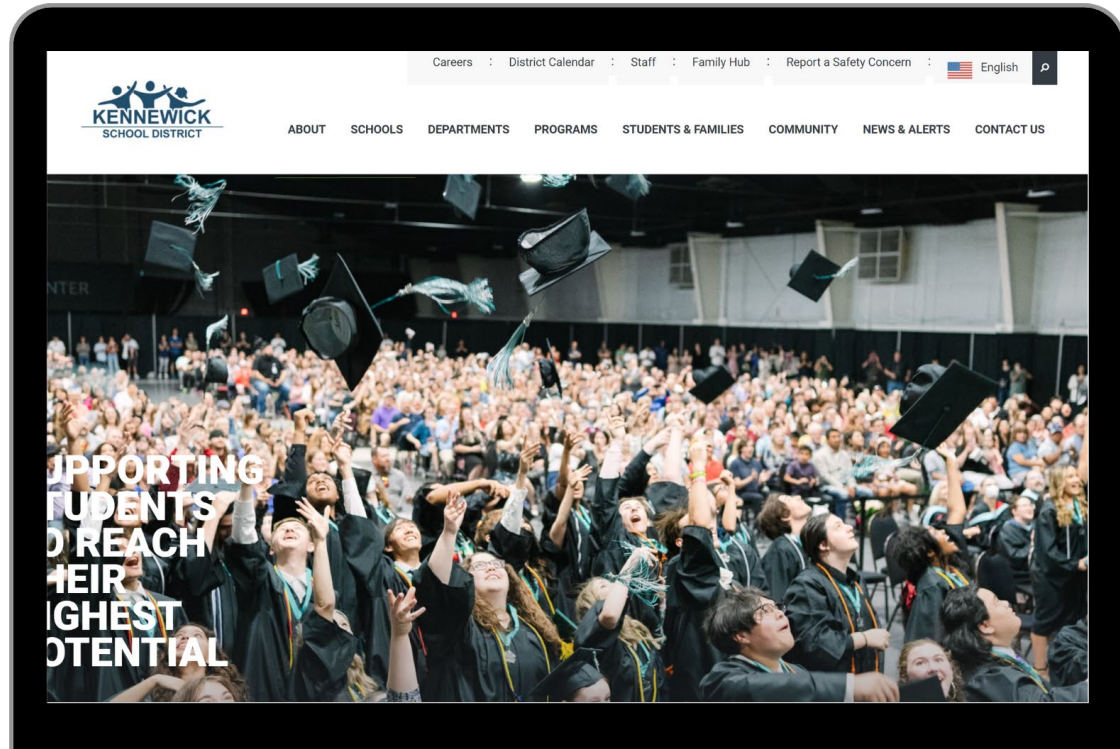 Careers : District Calendar : Staff : Family Hub : Report a Safety Concern : English
KENNEWICK
SCHOOL DISTRICT
ABOUT SCHOOLS DEPARTMENTS PROGRAMS STUDENTS & FAMILIES COMMUNITY NEWS & ALERTS CONTACT US
NTER
UPPORTING
TUDENTS
O REACH
HEIR
IGHEST
OTENTIAL